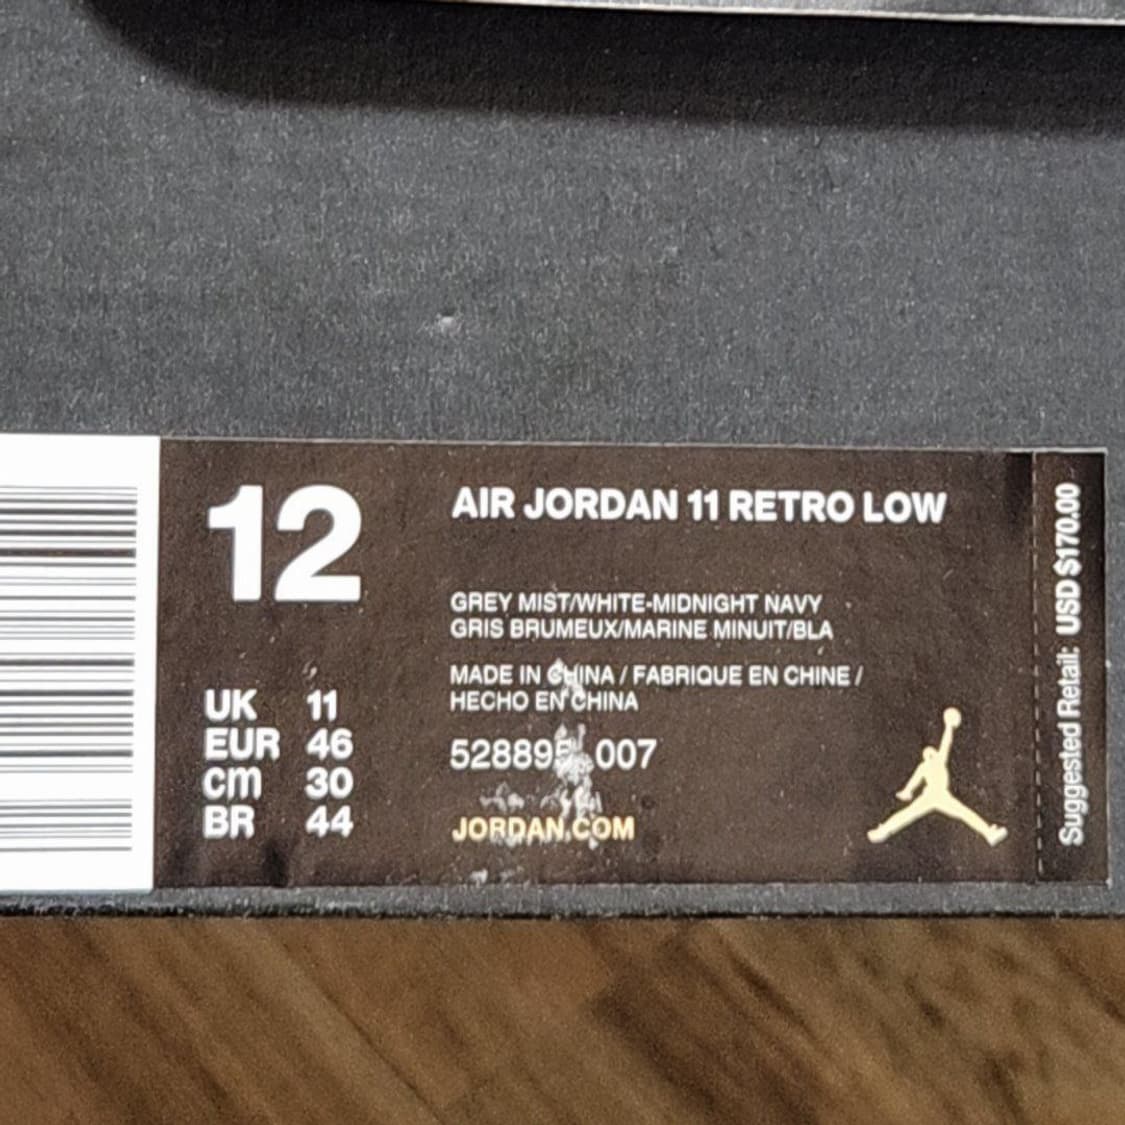 12
AIR JORDAN 11 RETRO LOW
GREY MIST/WHITE-MIDNIGHT NAVY
GRIS BRUMEUX/MARINE MINUIT/BLA
MADE IN CHINA / FABRIQUE EN CHINE /
HECHO EN CHINA
528895 007
JORDAN.COM
UK 11
EUR 46
cm 30
BR 44
Suggested Retail: USD $170.00